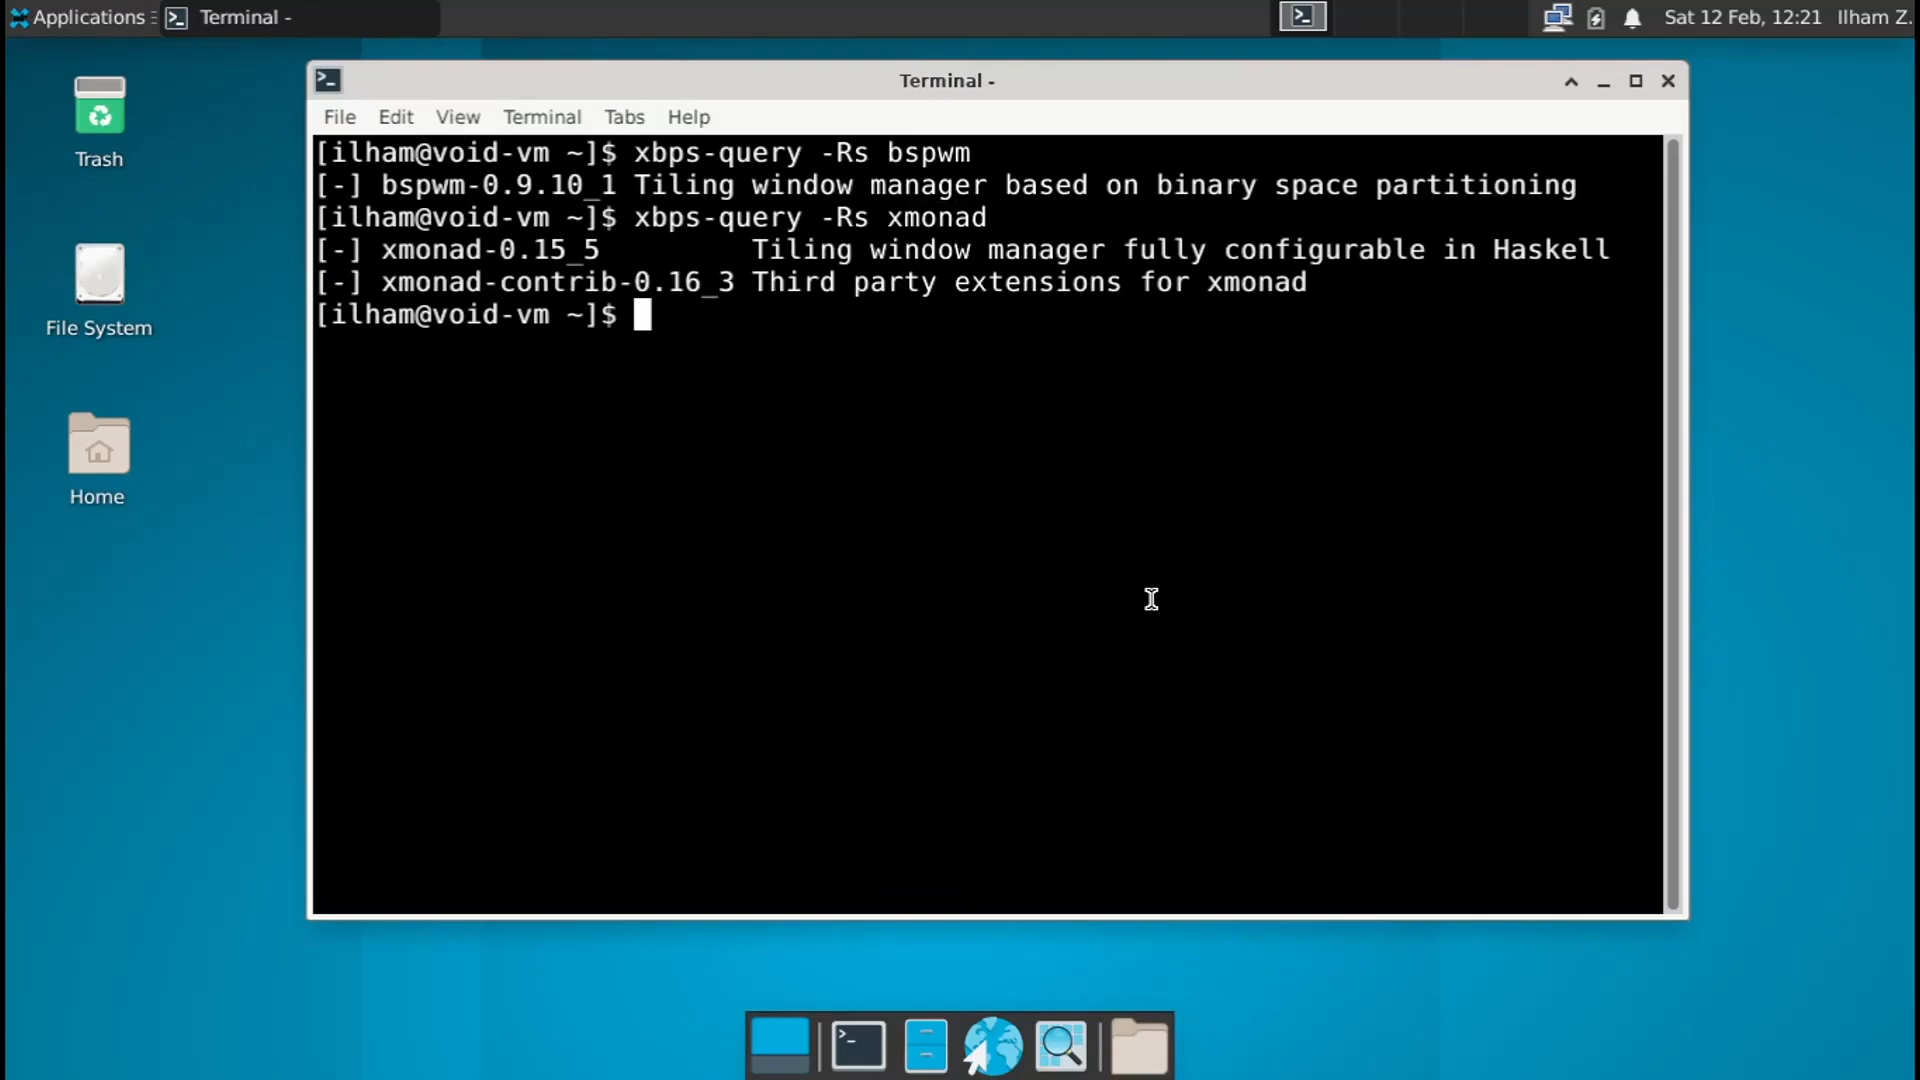 Applications Terminal - Sat 12 Feb, 12:21 Ilham Z.
Trash
File System
Home
Terminal -
File Edit View Terminal Tabs Help
[ilham@void-vm ~]$ xbps-query -Rs bspwm
[-] bspwm-0.9.10_1 Tiling window manager based on binary space partitioning
[ilham@void-vm ~]$ xbps-query -Rs xmonad
[-] xmonad-0.15_5         Tiling window manager fully configurable in Haskell
[-] xmonad-contrib-0.16_3 Third party extensions for xmonad
[ilham@void-vm ~]$